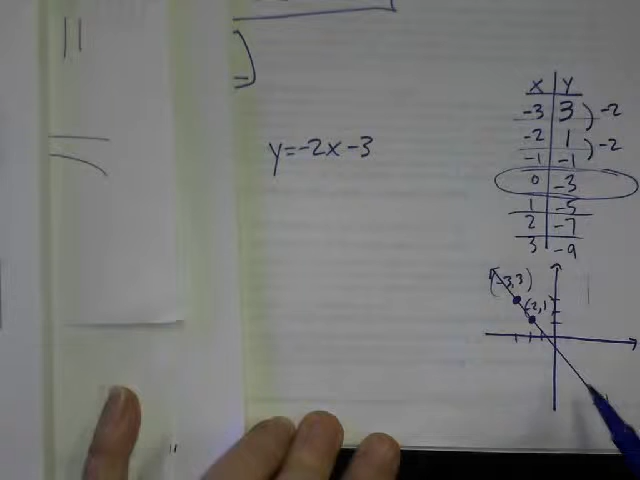 y=-2x-3
X Y
-3 3 ) -2
-2 1 ) -2
-1 -1
0 -3
1 -5
2 -7
3 -9
(-3,3)
(-2,1)